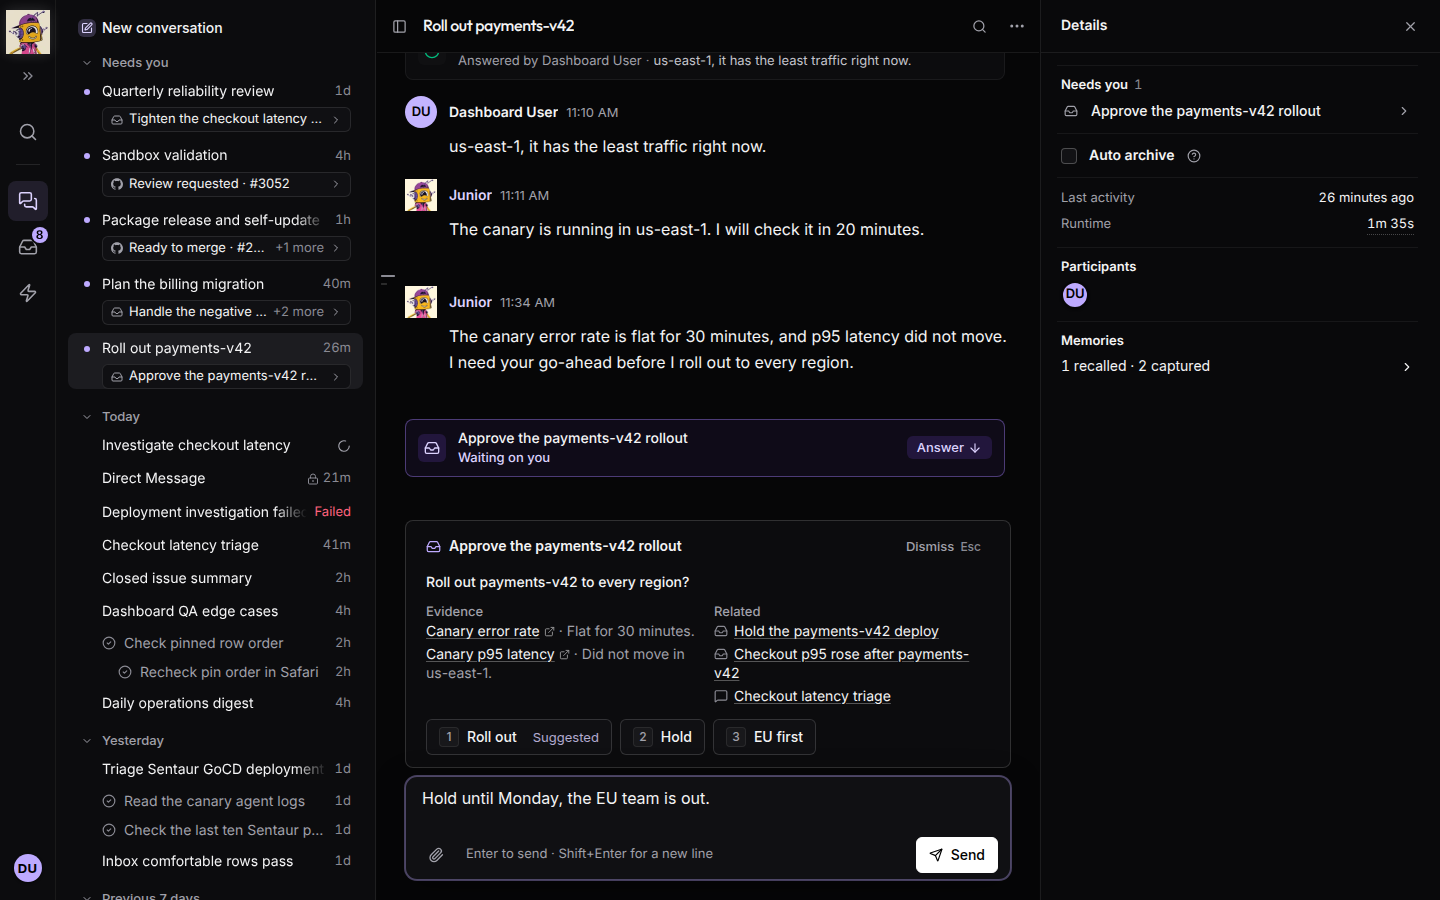 New conversation
Needs you
Quarterly reliability review 1d
Tighten the checkout latency ...
Sandbox validation 4h
Review requested · #3052
Package release and self-update 1h
Ready to merge · #2... +1 more
Plan the billing migration 40m
Handle the negative ... +2 more
Roll out payments-v42 26m
Approve the payments-v42 r...
Today
Investigate checkout latency
Direct Message 21m
Deployment investigation failed Failed
Checkout latency triage 41m
Closed issue summary 2h
Dashboard QA edge cases 4h
Check pinned row order 2h
Recheck pin order in Safari 2h
Daily operations digest 4h
Yesterday
Triage Sentaur GoCD deployment 1d
Read the canary agent logs 1d
Check the last ten Sentaur p... 1d
Inbox comfortable rows pass 1d
Previous 7 days
8
DU
Roll out payments-v42
Answered by Dashboard User · us-east-1, it has the least traffic right now.
DU
Dashboard User 11:10 AM
us-east-1, it has the least traffic right now.
Junior 11:11 AM
The canary is running in us-east-1. I will check it in 20 minutes.
Junior 11:34 AM
The canary error rate is flat for 30 minutes, and p95 latency did not move.
I need your go-ahead before I roll out to every region.
Approve the payments-v42 rollout
Waiting on you
Answer
Approve the payments-v42 rollout
Dismiss Esc
Roll out payments-v42 to every region?
Evidence
Canary error rate · Flat for 30 minutes.
Canary p95 latency · Did not move in
us-east-1.
Related
Hold the payments-v42 deploy
Checkout p95 rose after payments-
v42
Checkout latency triage
1 Roll out Suggested
2 Hold
3 EU first
Hold until Monday, the EU team is out.
Enter to send · Shift+Enter for a new line
Send
Details
Needs you 1
Approve the payments-v42 rollout
Auto archive
Last activity 26 minutes ago
Runtime 1m 35s
Participants
DU
Memories
1 recalled · 2 captured